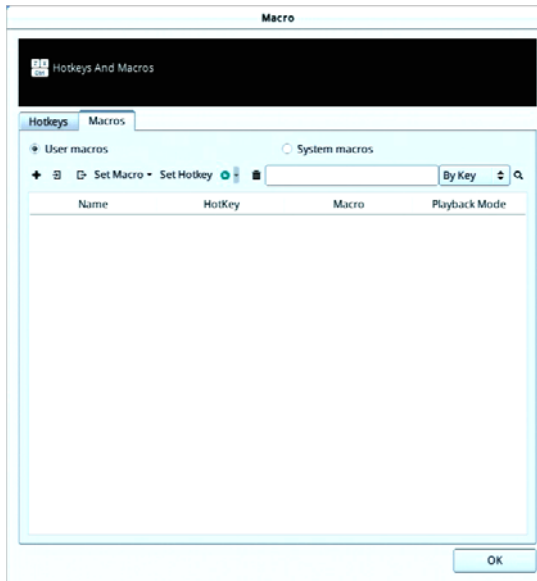 Macro
Hotkeys And Macros
Hotkeys Macros
User macros System macros
Set Macro Set Hotkey By Key
Name HotKey Macro Playback Mode
OK